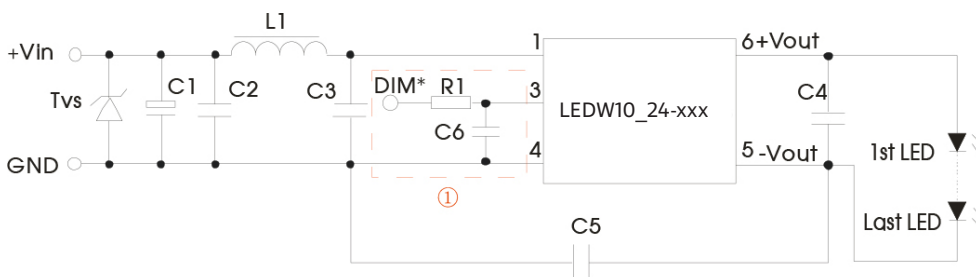 L1
+Vin
1
6
+Vout
Tvs
C1
C2
C3
DIM*
R1
3
C6
LEDW10_24-xxx
C4
GND
4
5
-Vout
1st LED
①
C5
Last LED